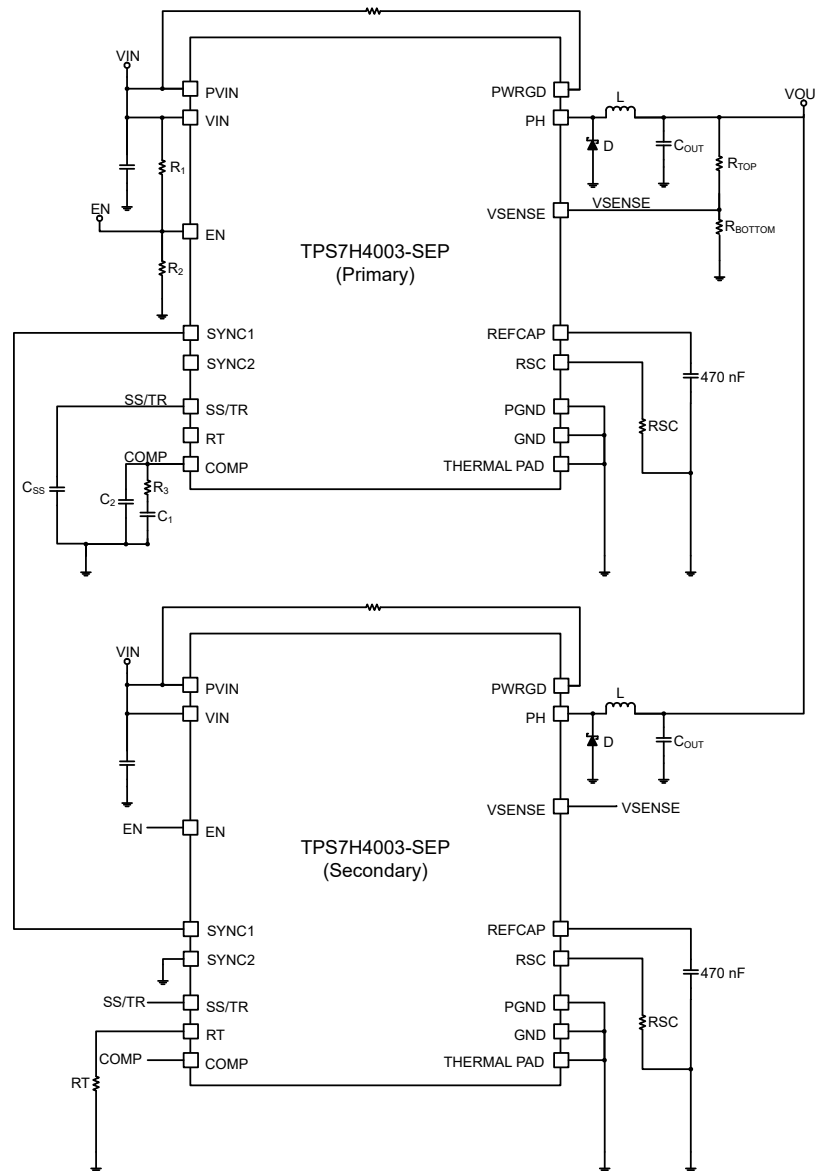 VIN
PVIN
PWRGD
L
VOU
VIN
PH
R1
D
COUT
RTOP
EN
VSENSE
VSENSE
RBOTTOM
EN
R2
TPS7H4003-SEP
(Primary)
SYNC1
REFCAP
SYNC2
RSC
470 nF
SS/TR
SS/TR
PGND
RSC
RT
GND
COMP
COMP
THERMAL PAD
CSS
C2
R3
C1
VIN
PVIN
PWRGD
L
VIN
PH
D
COUT
EN
EN
VSENSE
VSENSE
TPS7H4003-SEP
(Secondary)
SYNC1
REFCAP
SYNC2
RSC
470 nF
SS/TR
SS/TR
PGND
RSC
RT
GND
COMP
COMP
THERMAL PAD
RT